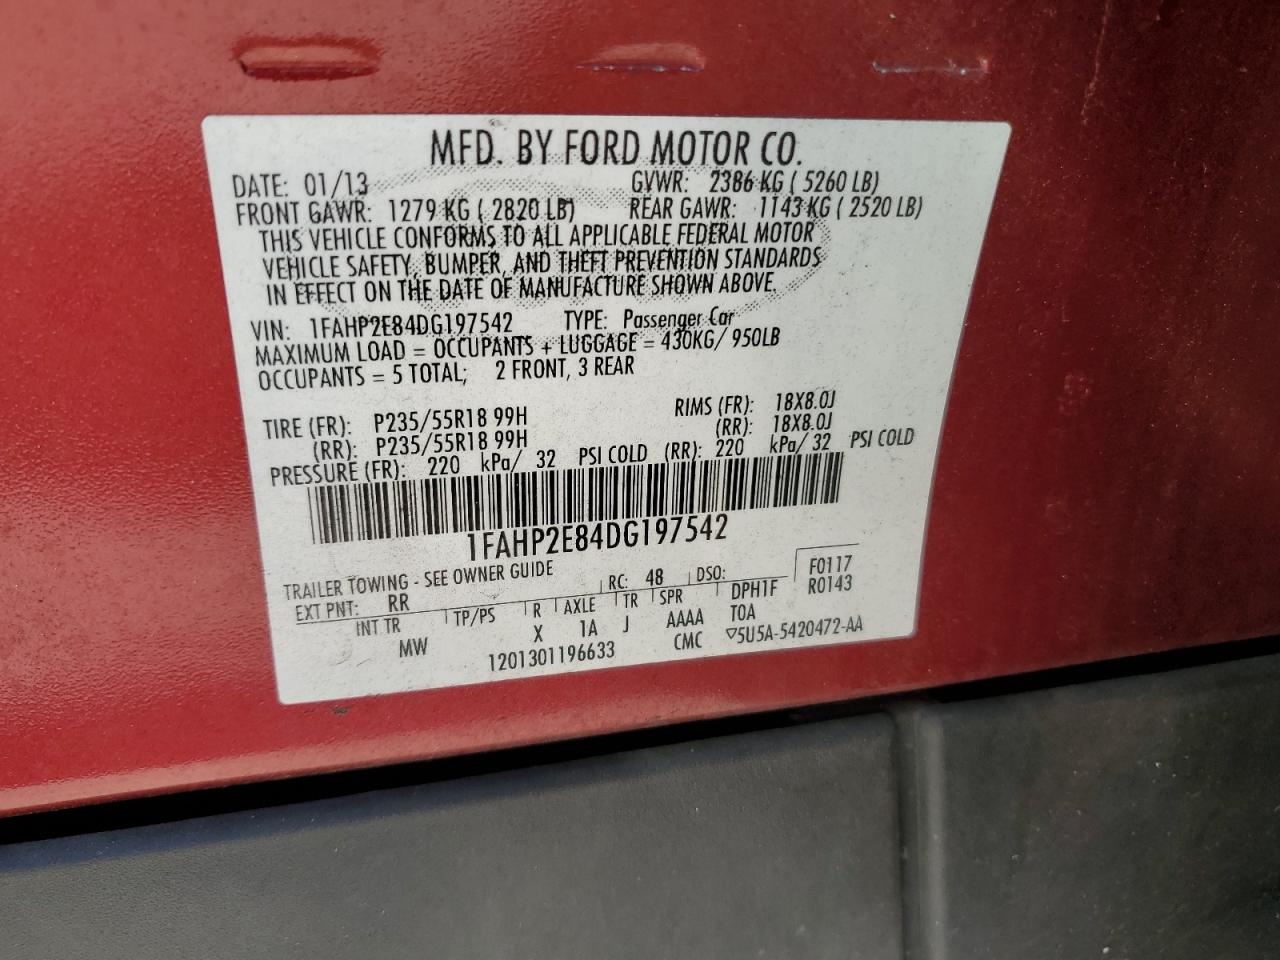 MFD. BY FORD MOTOR CO.
DATE: 01/13 GVWR: 2386 KG ( 5260 LB)
FRONT GAWR: 1279 KG ( 2820 LB) REAR GAWR: 1143 KG ( 2520 LB)
THIS VEHICLE CONFORMS TO ALL APPLICABLE FEDERAL MOTOR
VEHICLE SAFETY, BUMPER, AND THEFT PREVENTION STANDARDS
IN EFFECT ON THE DATE OF MANUFACTURE SHOWN ABOVE.
VIN: 1FAHP2E84DG197542 TYPE: Passenger Car
MAXIMUM LOAD = OCCUPANTS + LUGGAGE = 430KG/ 950LB
OCCUPANTS = 5 TOTAL; 2 FRONT, 3 REAR
TIRE (FR): P235/55R18 99H RIMS (FR): 18X8.0J
(RR): P235/55R18 99H (RR): 18X8.0J
PRESSURE (FR): 220 kPa/ 32 PSI COLD (RR): 220 kPa/ 32 PSI COLD
1FAHP2E84DG197542
TRAILER TOWING - SEE OWNER GUIDE
EXT PNT: RR RC: 48 DSO: F0117
R0143
INT TR TP/PS R AXLE TR SPR DPH1F
MW X 1A J AAAA TOA
1201301196633 CMC ▽5U5A-5420472-AA